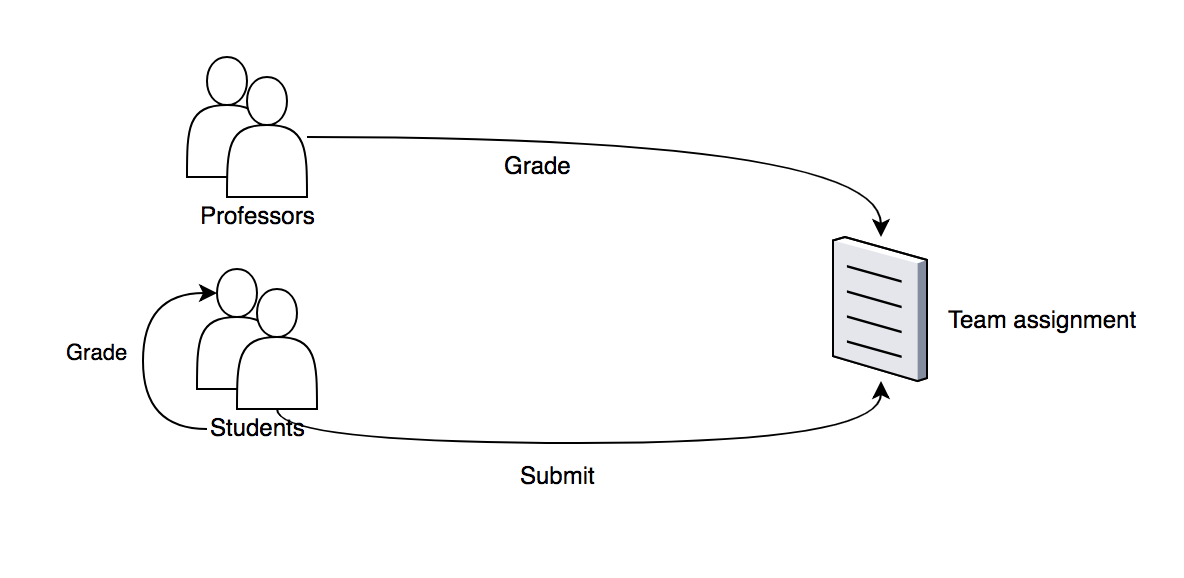 Grade
Professors
Grade
Team assignment
Students
Submit